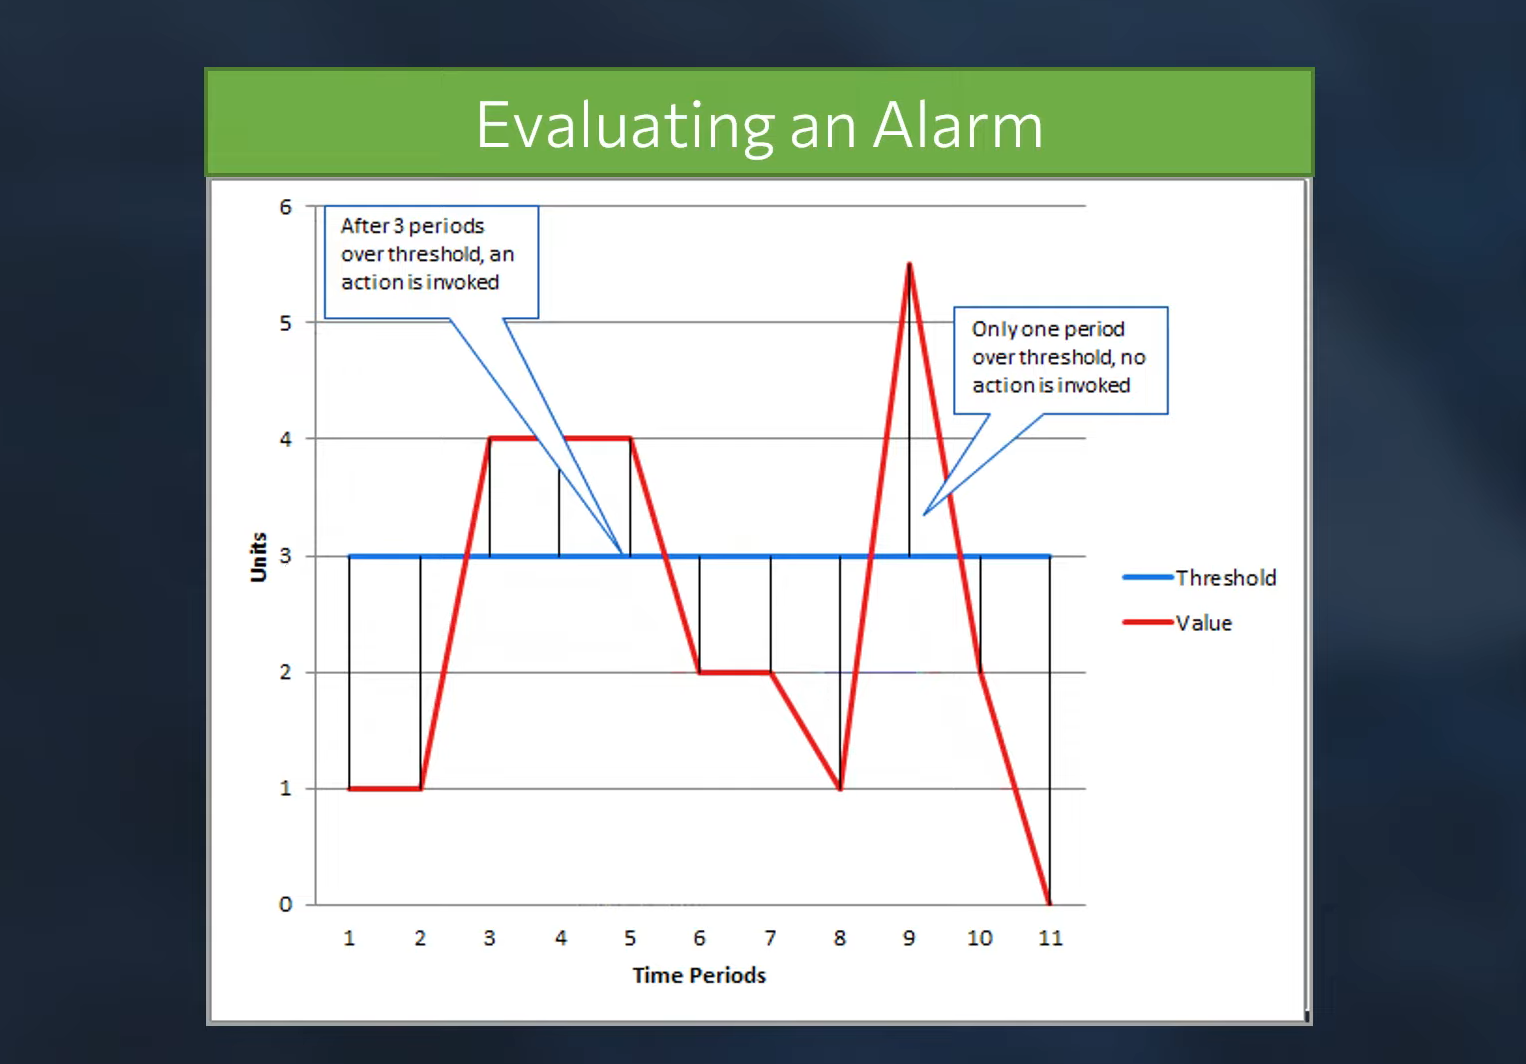 Evaluating an Alarm
6
After 3 periods
over threshold, an
action is invoked
5
Only one period
over threshold, no
action is invoked
4
Units
3
Threshold
Value
2
1
0
1 2 3 4 5 6 7 8 9 10 11
Time Periods